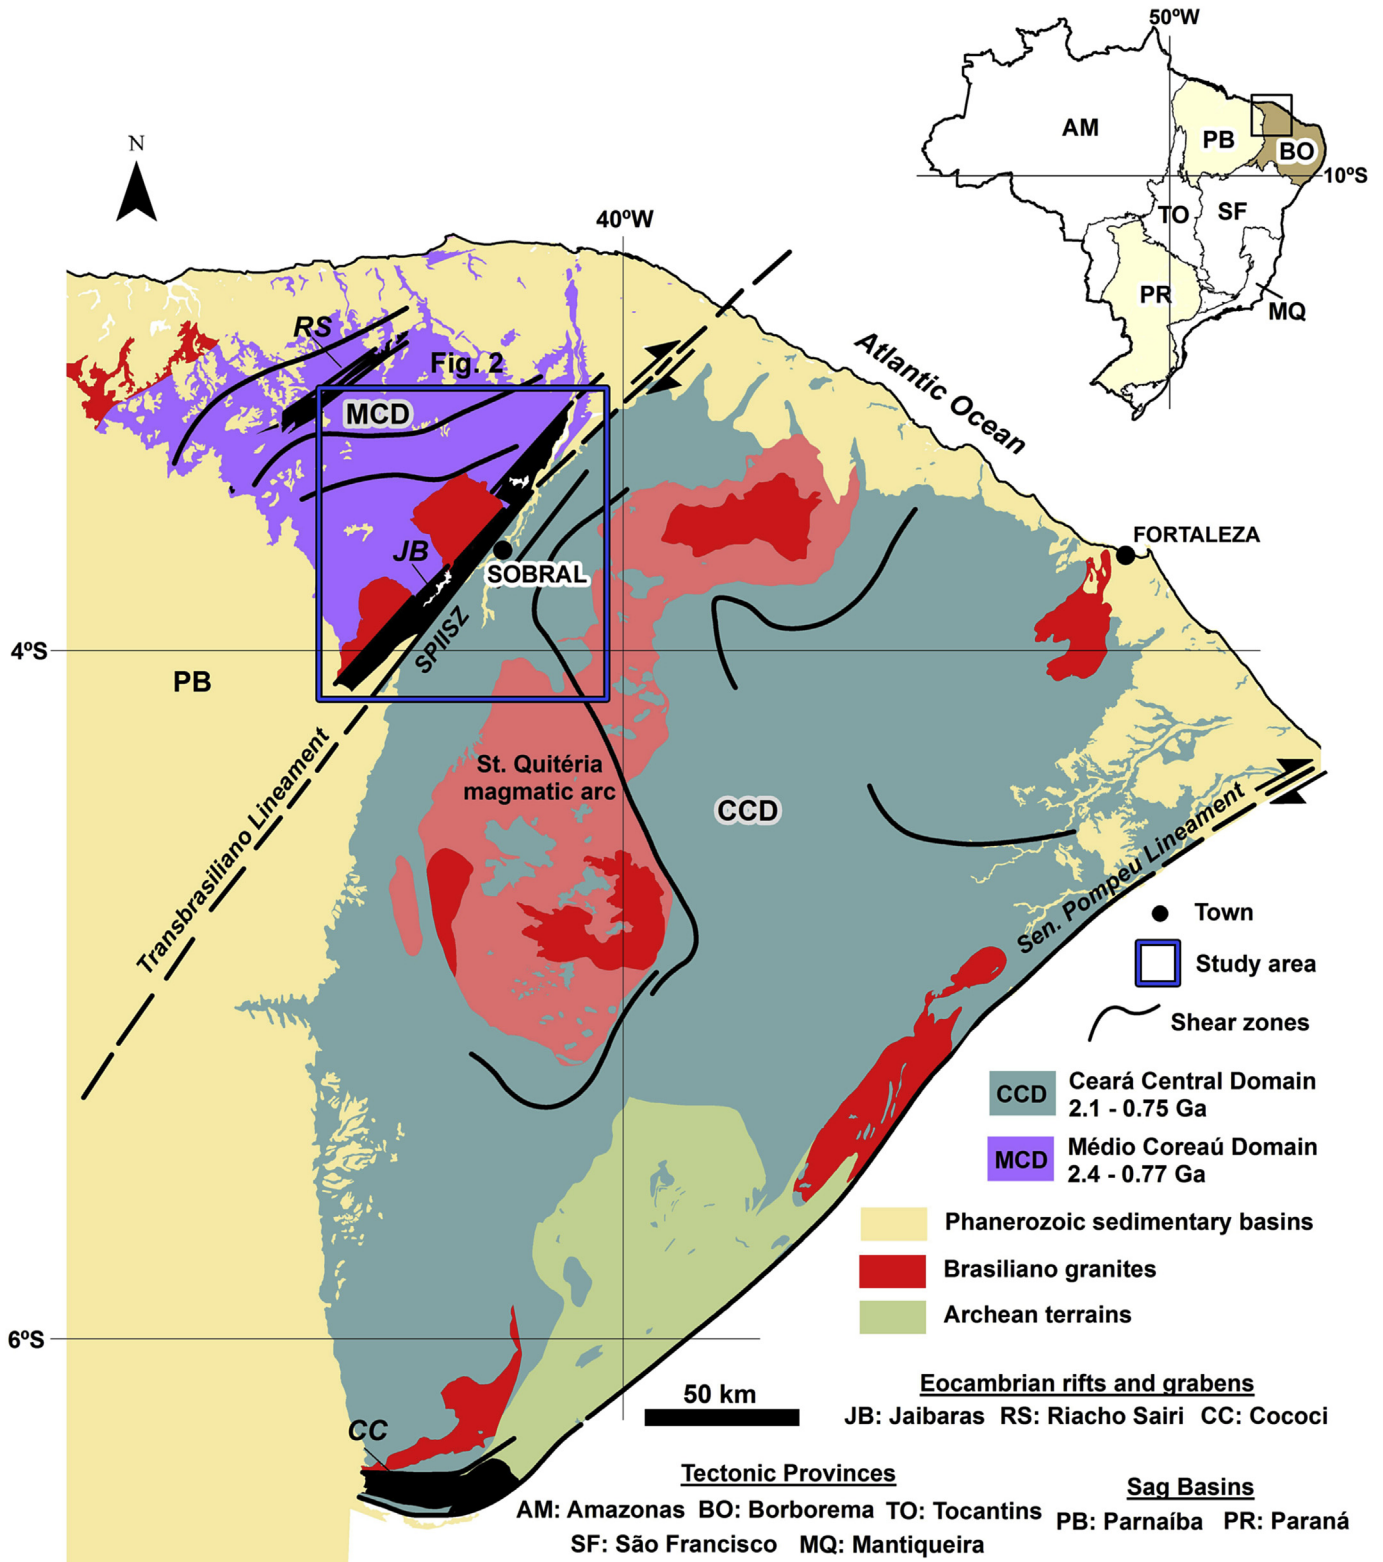 50ºW
AM
PB
BO
10ºS
TO
SF
PR
MQ
N
40ºW
RS
Fig. 2
MCD
Atlantic Ocean
JB
SOBRAL
FORTALEZA
SPIISZ
4ºS
PB
Transbrasiliano Lineament
St. Quitéria
magmatic arc
CCD
Sen. Pompeu Lineament
Town
Study area
Shear zones
CCD Ceará Central Domain
2.1 - 0.75 Ga
MCD Médio Coreaú Domain
2.4 - 0.77 Ga
Phanerozoic sedimentary basins
Brasiliano granites
Archean terrains
6ºS
50 km
CC
Eocambrian rifts and grabens
JB: Jaibaras RS: Riacho Sairi CC: Cococi
Tectonic Provinces
AM: Amazonas BO: Borborema TO: Tocantins
SF: São Francisco MQ: Mantiqueira
Sag Basins
PB: Parnaíba PR: Paraná